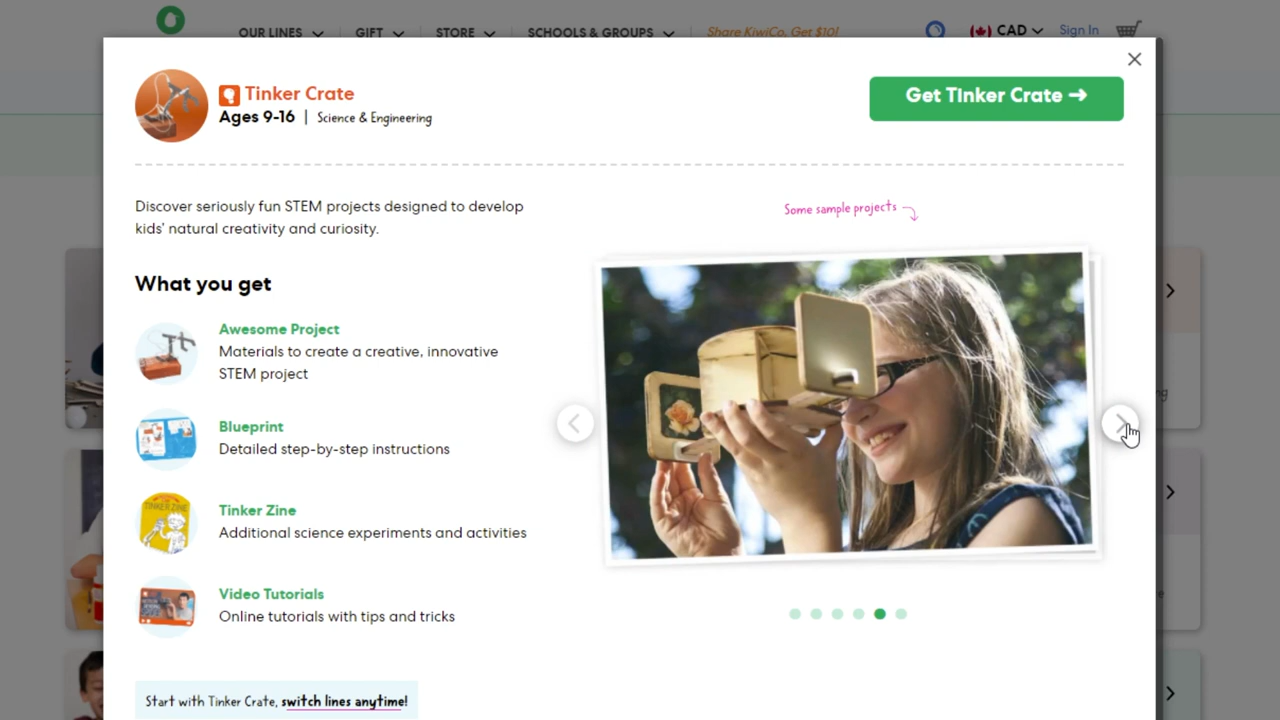 OUR LINES
GIFT
STORE
SCHOOLS & GROUPS
Share KiwiCo, Get $10!
CAD
Sign In
Tinker Crate
Ages 9-16 | Science & Engineering
Get Tinker Crate →
Discover seriously fun STEM projects designed to develop
kids' natural creativity and curiosity.
Some sample projects
What you get
Awesome Project
Materials to create a creative, innovative
STEM project
Blueprint
Detailed step-by-step instructions
TINKER ZINE
Tinker Zine
Additional science experiments and activities
Video Tutorials
Online tutorials with tips and tricks
Start with Tinker Crate, switch lines anytime!